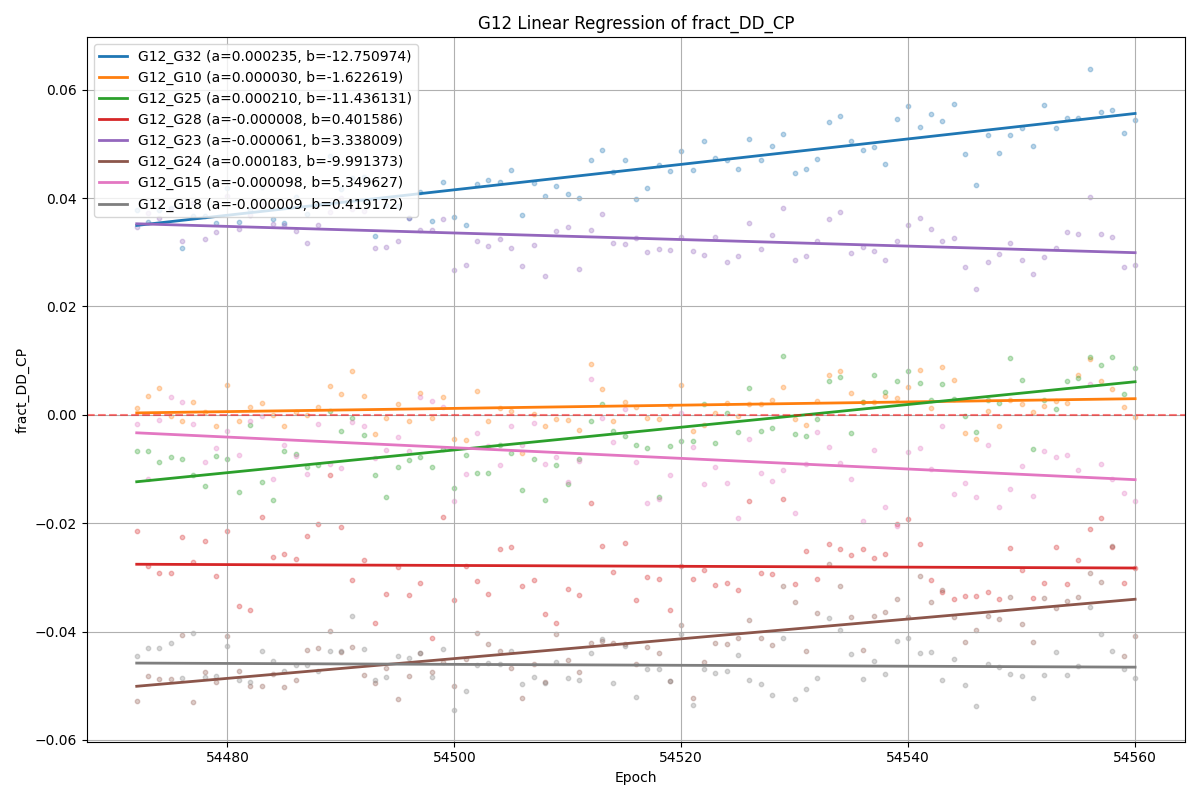 G12 Linear Regression of fract_DD_CP
G12_G32 (a=0.000235, b=-12.750974)
G12_G10 (a=0.000030, b=-1.622619)
G12_G25 (a=0.000210, b=-11.436131)
G12_G28 (a=-0.000008, b=0.401586)
G12_G23 (a=-0.000061, b=3.338009)
G12_G24 (a=0.000183, b=-9.991373)
G12_G15 (a=-0.000098, b=5.349627)
G12_G18 (a=-0.000009, b=0.419172)
0.06
0.04
0.02
0.00
−0.02
−0.04
−0.06
fract_DD_CP
54480
54500
54520
54540
54560
Epoch